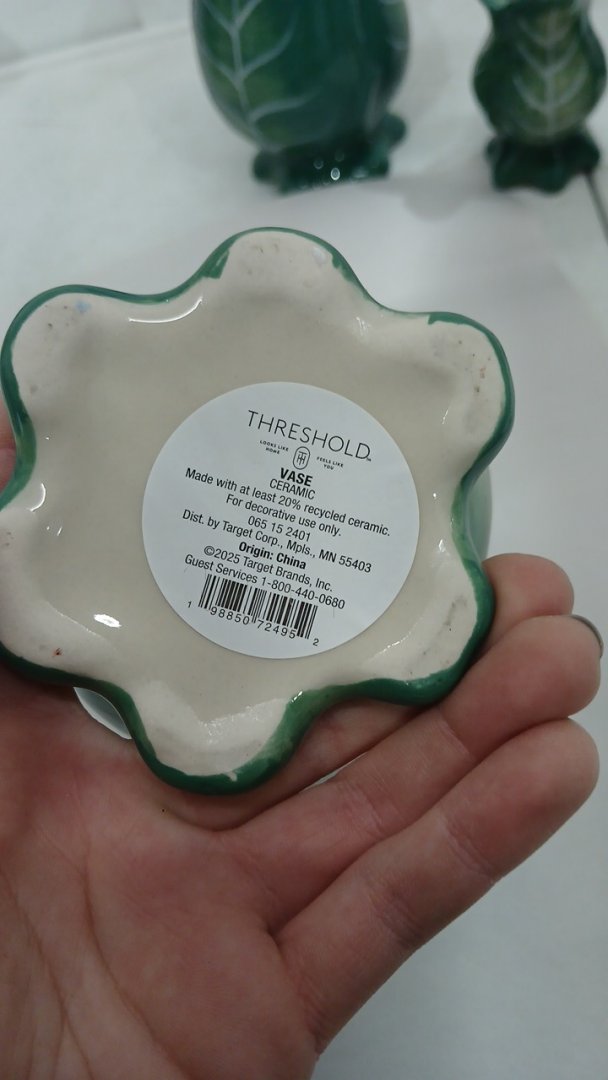 THRESHOLD™
LOOKS LIKE HOME
FEELS LIKE YOU
VASE
CERAMIC
Made with at least 20% recycled ceramic.
For decorative use only.
065 15 2401
Dist. by Target Corp., Mpls., MN 55403
Origin: China
©2025 Target Brands, Inc.
Guest Services 1-800-440-0680
1 98850 72495 2